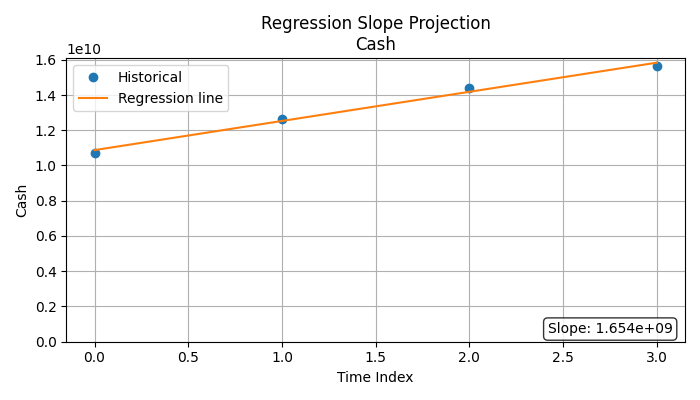 Regression Slope Projection
Cash
1e10
Historical
Regression line
1.6
1.4
1.2
1.0
0.8
0.6
0.4
0.2
0.0
Cash
Slope: 1.654e+09
0.0 0.5 1.0 1.5 2.0 2.5 3.0
Time Index